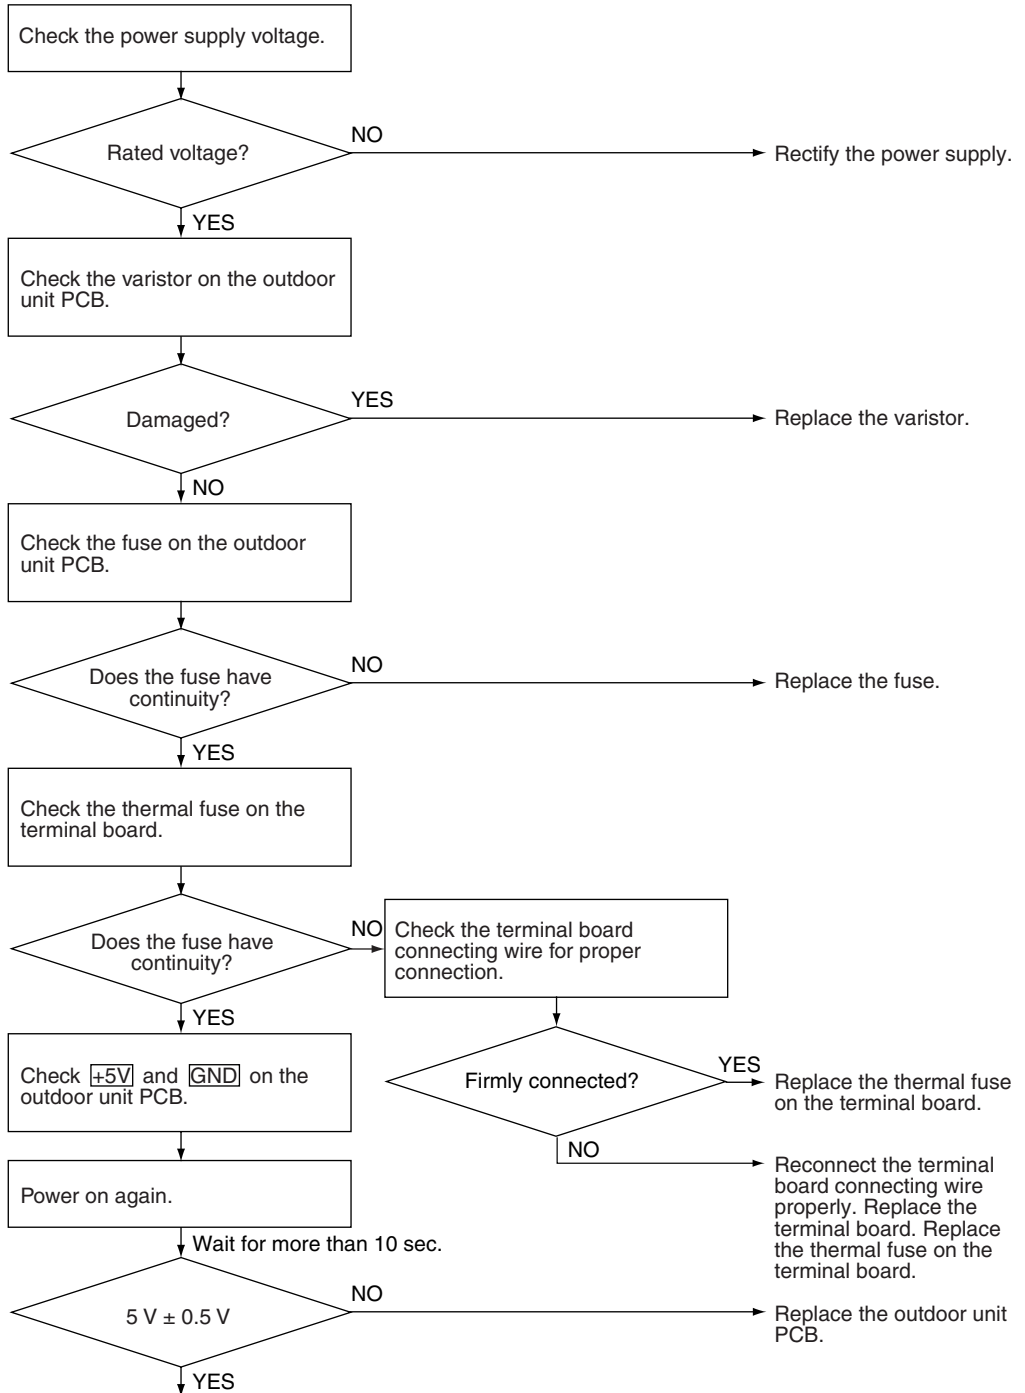 Check the power supply voltage.
Rated voltage?
NO
Rectify the power supply.
YES
Check the varistor on the outdoor
unit PCB.
Damaged?
YES
Replace the varistor.
NO
Check the fuse on the outdoor
unit PCB.
Does the fuse have
continuity?
NO
Replace the fuse.
YES
Check the thermal fuse on the
terminal board.
Does the fuse have
continuity?
NO
Check the terminal board
connecting wire for proper
connection.
YES
Firmly connected?
YES
Replace the thermal fuse
on the terminal board.
NO
Reconnect the terminal
board connecting wire
properly. Replace the
terminal board. Replace
the thermal fuse on the
terminal board.
Check +5V and GND on the
outdoor unit PCB.
Power on again.
Wait for more than 10 sec.
5 V ± 0.5 V
NO
Replace the outdoor unit
PCB.
YES